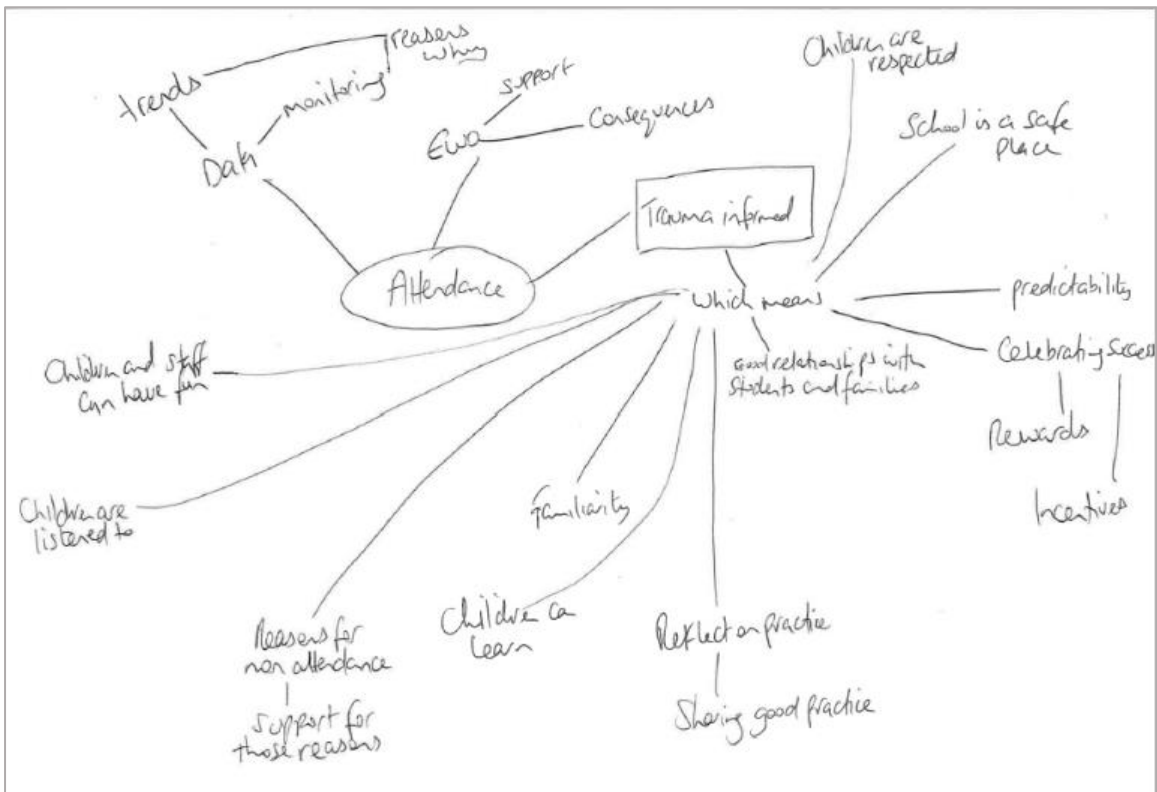 reasons
why
trends
monitoring
Data
support
EWO
Consequences
Children are
respected
School is a safe
place
Trauma informed
Attendance
which means
predictability
Celebrating Success
Rewards
Incentives
Good relationships with
students and families
Children and staff
can have fun
Children are
listened to
Familiarity
Children can
learn
Reasons for
non attendance
Support for
those reasons
Reflect on practice
Sharing good practice